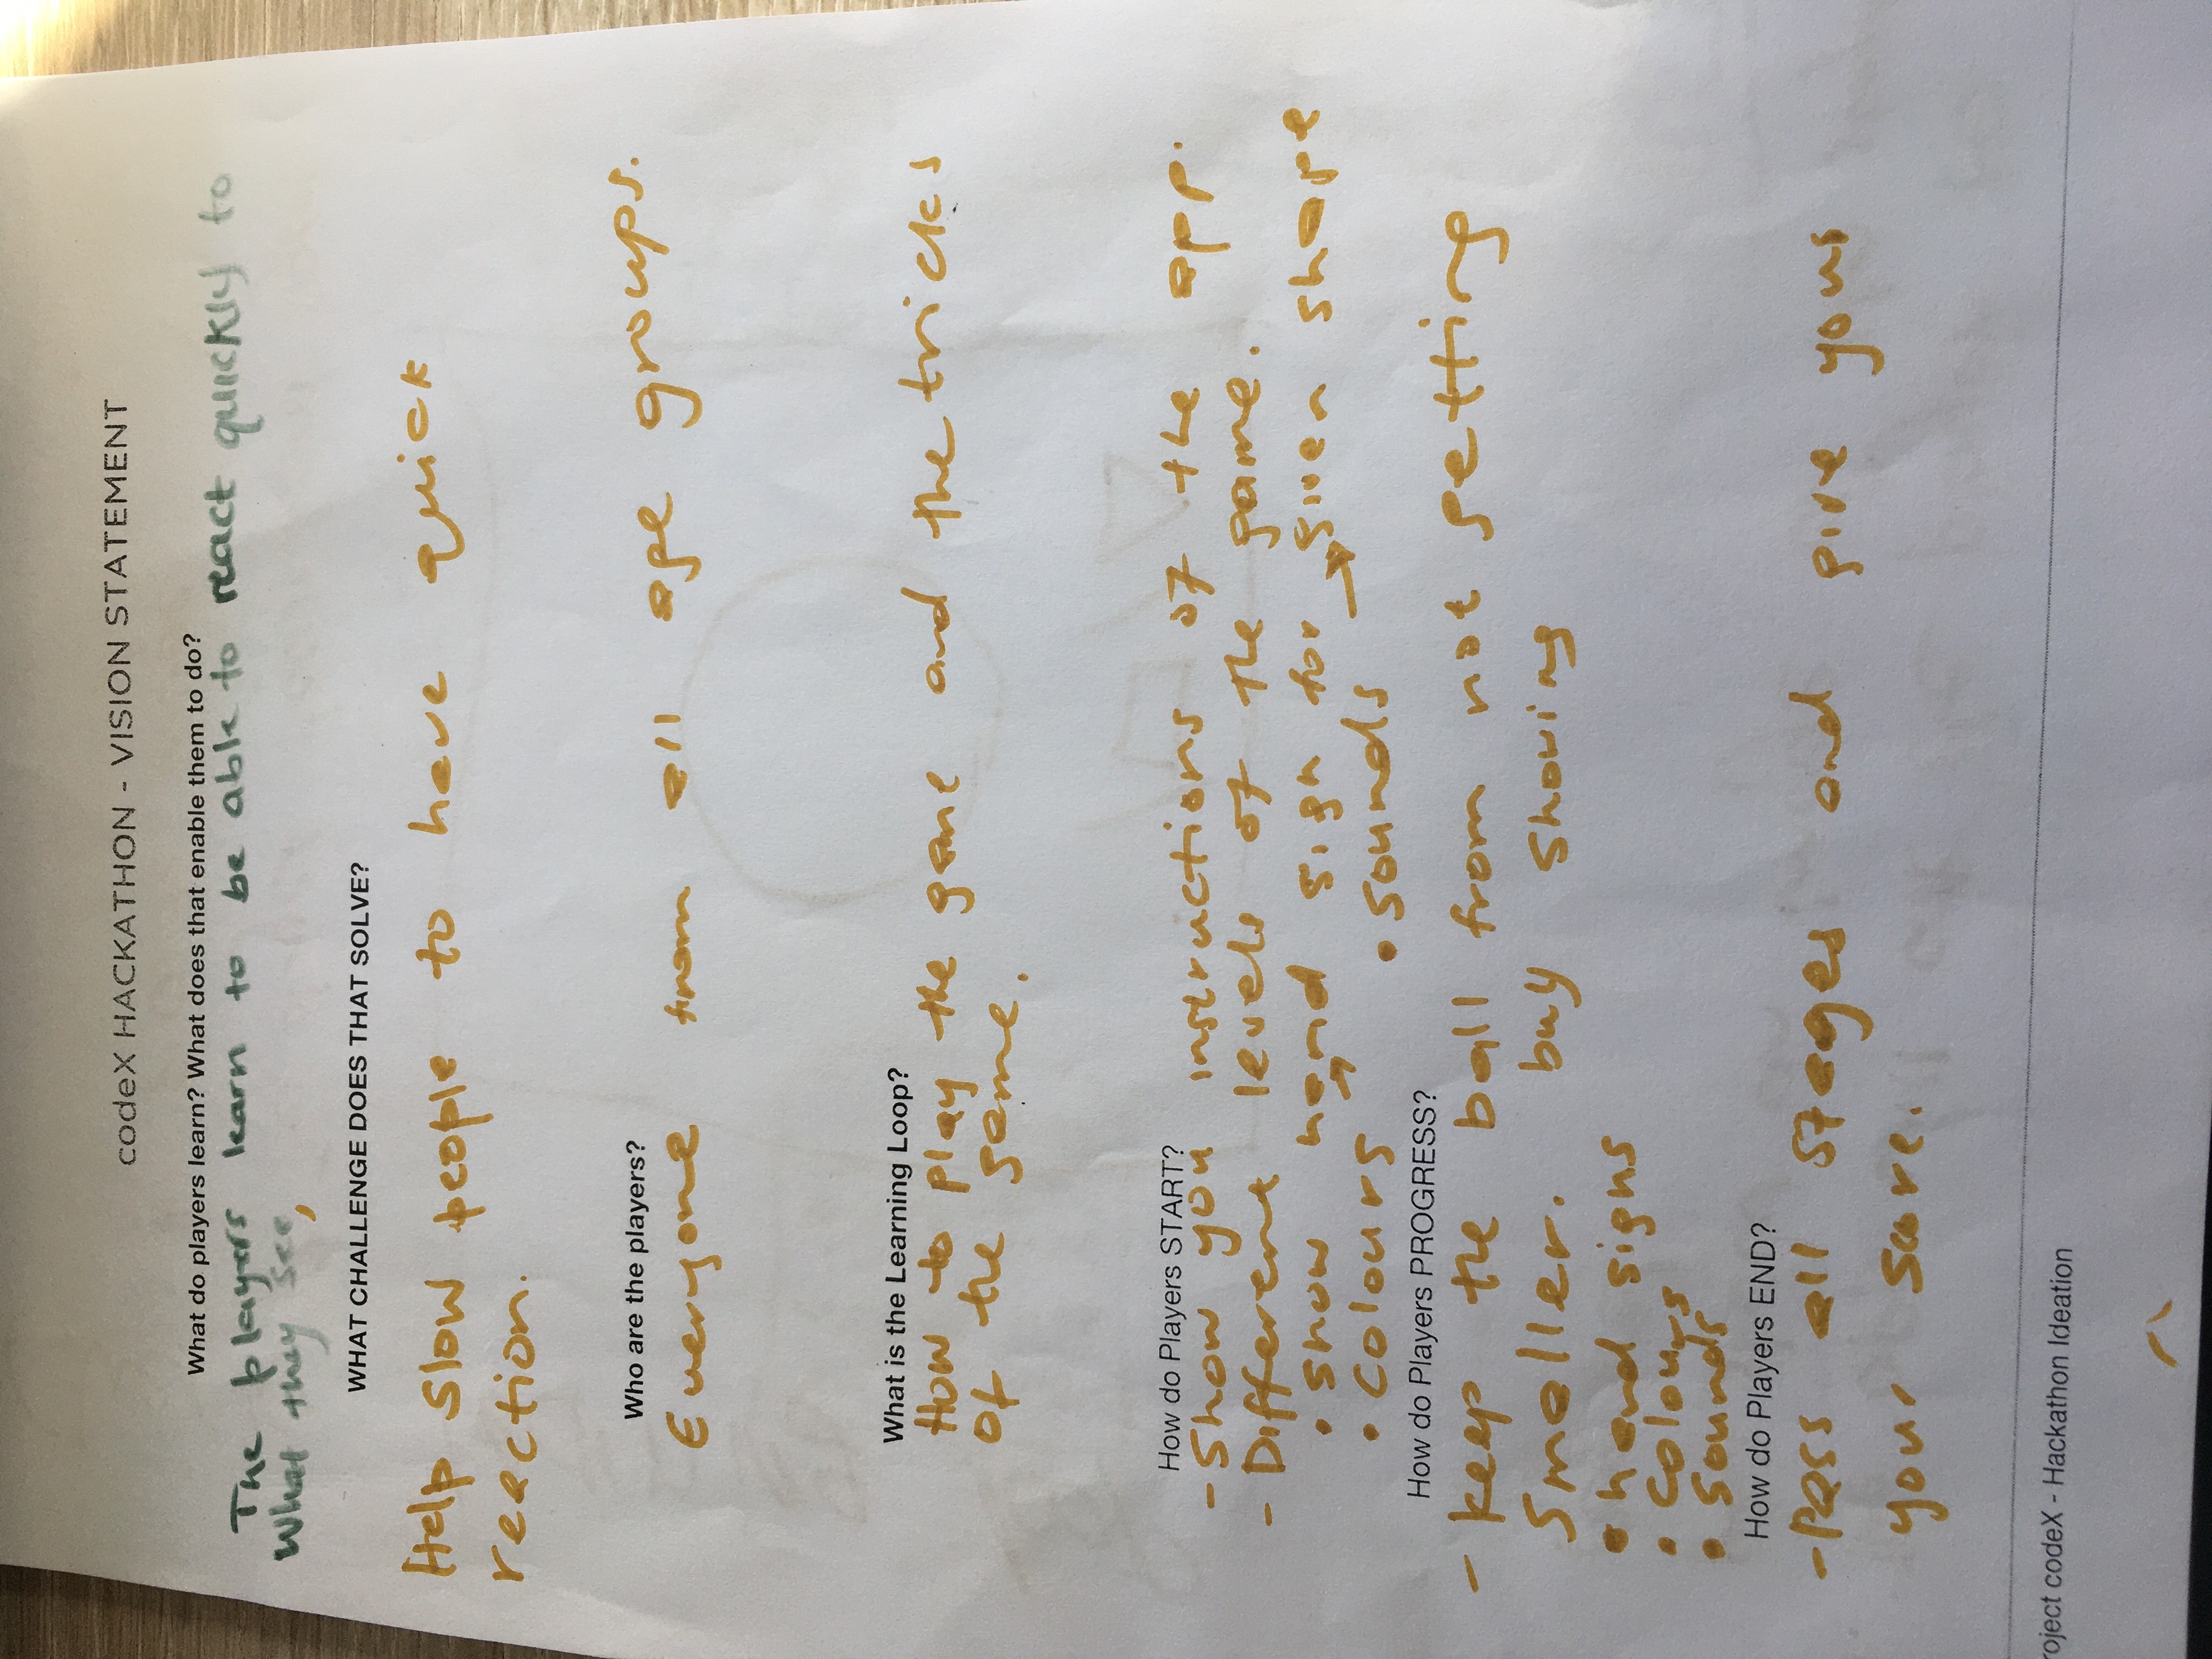 codeX HACKATHON - VISION STATEMENT
What do players learn? What does that enable them to do?
The players learn to be able to react quickly to
what they see,
WHAT CHALLENGE DOES THAT SOLVE?
Help slow people to have quick
reaction.
Who are the players?
Everyone from all age groups.
What is the Learning Loop?
How to play the game and the tricks
of the game.
How do Players START?
- Show you instructions of the app.
- Different levels of the game.
• show hand sign for given shape
• Colours → • sounds →
How do Players PROGRESS?
- keep the ball from not getting
smaller. buy showing
• hand signs
• Colours
• sounds
How do Players END?
- Pass all stages and give your
your score.
roject codeX - Hackathon Ideation